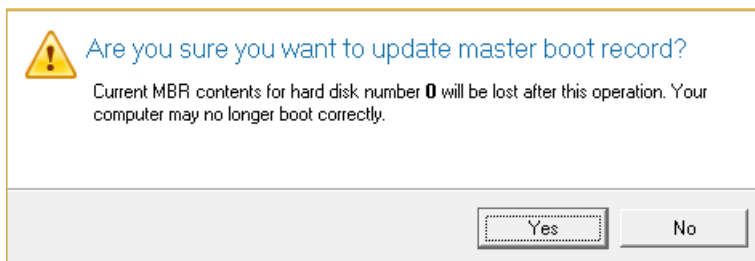 Are you sure you want to update master boot record?
Current MBR contents for hard disk number 0 will be lost after this operation. Your
computer may no longer boot correctly.
Yes
No